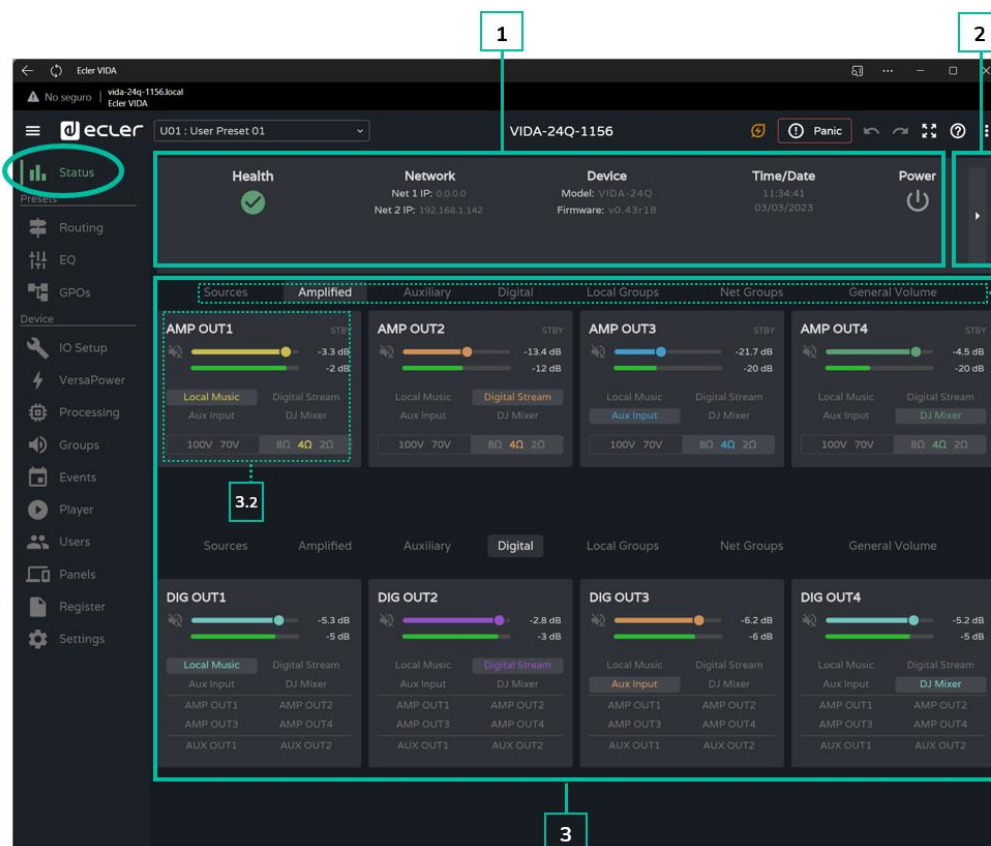 1
2
Ecler VIDA
No seguro
vida-24q-1156.local
Ecler VIDA
ecler
U01 : User Preset 01
VIDA-24Q-1156
Panic
Status
Presets
Routing
EQ
GPOs
Device
IO Setup
VersaPower
Processing
Groups
Events
Player
Users
Panels
Register
Settings
Health
Network
Net 1 IP: 0.0.0.0
Net 2 IP: 192.168.1.142
Device
Model: VIDA-24Q
Firmware: v0.43r18
Time/Date
11:34:41
03/03/2023
Power
Sources Amplified Auxiliary Digital Local Groups Net Groups General Volume
AMP OUT1 STBY
-3.3 dB
-2 dB
Local Music Digital Stream
Aux Input DJ Mixer
100V 70V 8Ω 4Ω 2Ω
AMP OUT2 STBY
-13.4 dB
-12 dB
Local Music Digital Stream
Aux Input DJ Mixer
100V 70V 8Ω 4Ω 2Ω
AMP OUT3 STBY
-21.7 dB
-20 dB
Local Music Digital Stream
Aux Input DJ Mixer
100V 70V 8Ω 4Ω 2Ω
AMP OUT4 STBY
-4.5 dB
-20 dB
Local Music Digital Stream
Aux Input DJ Mixer
100V 70V 8Ω 4Ω 2Ω
3.2
Sources Amplified Auxiliary Digital Local Groups Net Groups General Volume
DIG OUT1
-5.3 dB
-5 dB
Local Music Digital Stream
Aux Input DJ Mixer
AMP OUT1 AMP OUT2
AMP OUT3 AMP OUT4
AUX OUT1 AUX OUT2
DIG OUT2
-2.8 dB
-3 dB
Local Music Digital Stream
Aux Input DJ Mixer
AMP OUT1 AMP OUT2
AMP OUT3 AMP OUT4
AUX OUT1 AUX OUT2
DIG OUT3
-6.2 dB
-6 dB
Local Music Digital Stream
Aux Input DJ Mixer
AMP OUT1 AMP OUT2
AMP OUT3 AMP OUT4
AUX OUT1 AUX OUT2
DIG OUT4
-5.2 dB
-5 dB
Local Music Digital Stream
Aux Input DJ Mixer
AMP OUT1 AMP OUT2
AMP OUT3 AMP OUT4
AUX OUT1 AUX OUT2
3